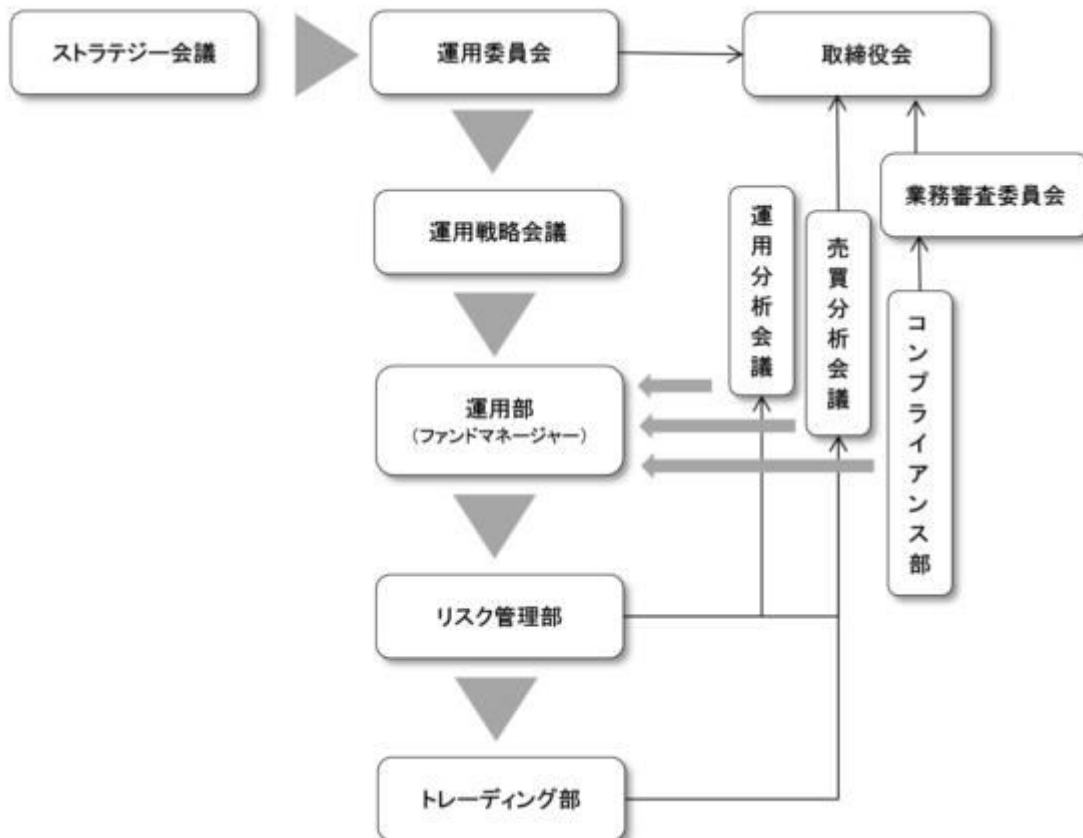 ストラテジー会議
運用委員会
取締役会
業務審査委員会
運用戦略会議
運用分析会議
売買分析会議
コンプライアンス部
運用部
(ファンドマネージャー)
リスク管理部
トレーディング部